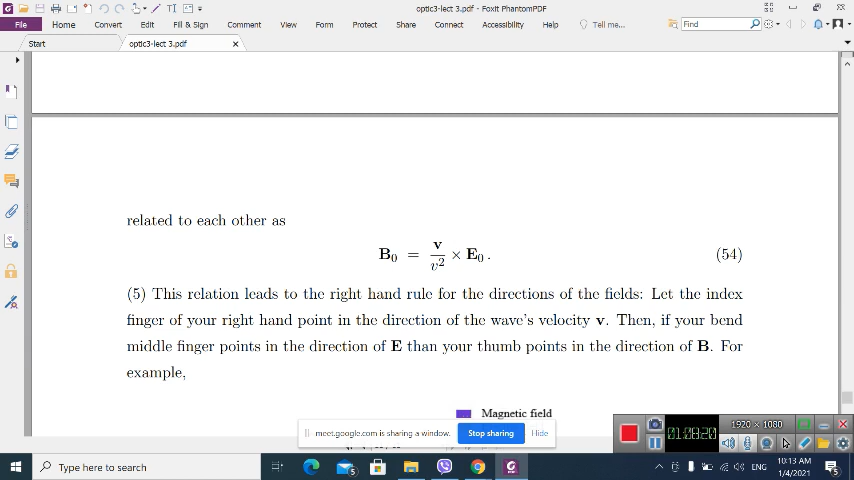 optic3-lect 3.pdf - Foxit PhantomPDF
File Home Convert Edit Fill & Sign Comment View Form Protect Share Connect Accessibility Help Tell me... Find
Start optic3-lect 3.pdf
related to each other as
B₀ = v/v² × E₀ . (54)
(5) This relation leads to the right hand rule for the directions of the fields: Let the index
finger of your right hand point in the direction of the wave's velocity v. Then, if your bend
middle finger points in the direction of E than your thumb points in the direction of B. For
example,
Magnetic field
meet.google.com is sharing a window. Stop sharing Hide
01:08:20
1920 × 1080
Type here to search
5
ENG
10:13 AM
1/4/2021
5